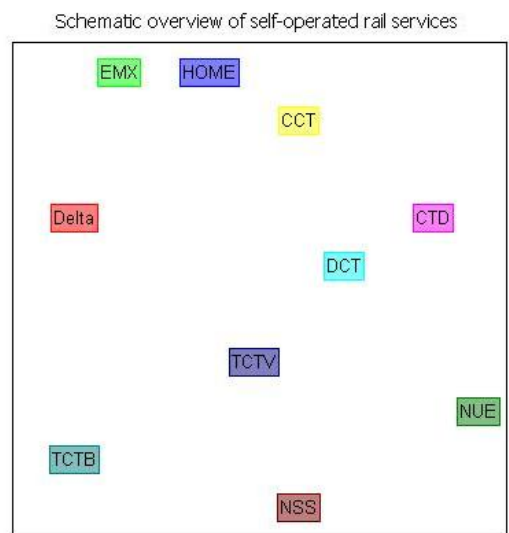 Schematic overview of self-operated rail services
EMX HOME
CCT
Delta CTD
DCT
TCTV
NUE
TCTB
NSS